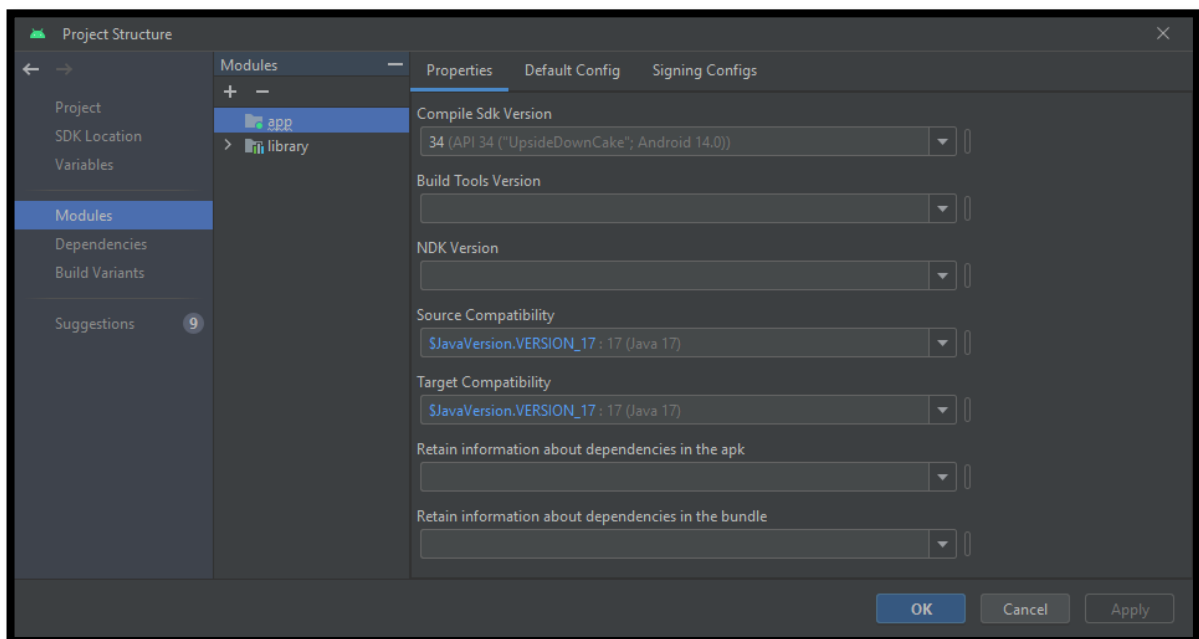 Project Structure
Project
SDK Location
Variables
Modules
Dependencies
Build Variants
Suggestions 9
Modules
app
library
Properties Default Config Signing Configs
Compile Sdk Version
34 (API 34 ("UpsideDownCake"; Android 14.0))
Build Tools Version
NDK Version
Source Compatibility
$JavaVersion.VERSION_17 : 17 (Java 17)
Target Compatibility
$JavaVersion.VERSION_17 : 17 (Java 17)
Retain information about dependencies in the apk
Retain information about dependencies in the bundle
OK Cancel Apply